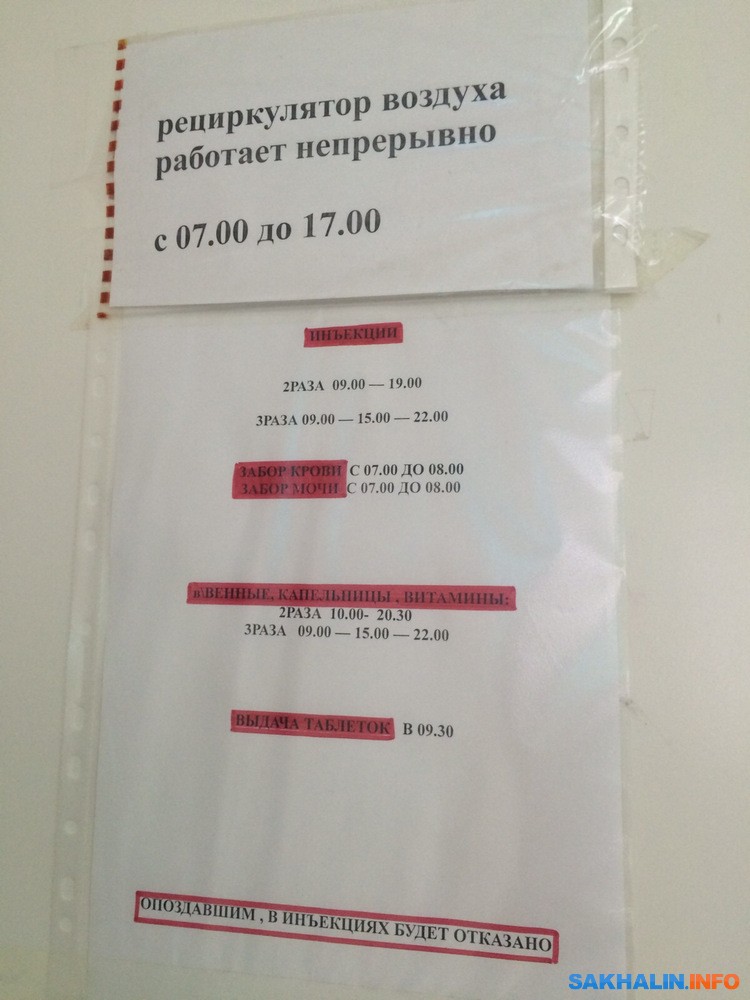 рециркулятор воздуха
работает непрерывно
с 07.00 до 17.00
ИНЪЕКЦИИ
2РАЗА 09.00 — 19.00
3РАЗА 09.00 — 15.00 — 22.00
ЗАБОР КРОВИ С 07.00 ДО 08.00
ЗАБОР МОЧИ С 07.00 ДО 08.00
в\ВЕННЫЕ, КАПЕЛЬНИЦЫ , ВИТАМИНЫ:
2РАЗА 10.00- 20.30
3РАЗА 09.00 — 15.00 — 22.00
ВЫДАЧА ТАБЛЕТОК В 09.30
ОПОЗДАВШИМ , В ИНЪЕКЦИЯХ БУДЕТ ОТКАЗАНО
SAKHALIN.INFO